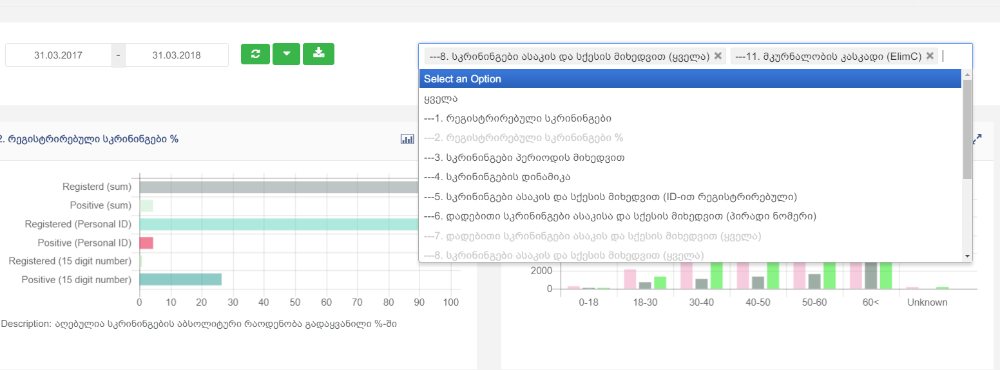 31.03.2017 - 31.03.2018
---8. სკრინინგები ასაკის და სქესის მიხედვით (ყველა)
---11. მკურნალობის კასკადი (ElimC)
Select an Option
ყველა
---1. რეგისტრირებული სკრინინგები
---2. რეგისტრირებული სკრინინგები %
---3. სკრინინგები პერიოდის მიხედვით
---4. სკრინინგების დინამიკა
---5. სკრინინგები ასაკის და სქესის მიხედვით (ID-ით რეგისტრირებული)
---6. დადებითი სკრინინგები ასაკისა და სქესის მიხედვით (პირადი ნომერი)
---7. დადებითი სკრინინგები ასაკის და სქესის მიხედვით (ყველა)
---8. სკრინინგები ასაკის და სქესის მიხედვით (ყველა)
2. რეგისტრირებული სკრინინგები %
Registerd (sum)
Positive (sum)
Registered (Personal ID)
Positive (Personal ID)
Registered (15 digit number)
Positive (15 digit number)
0 10 20 30 40 50 60 70 80 90 100
Description: აღებულია სკრინინგების აბსოლიტური რაოდენობა გადაყვანილი %-ში
2000
0
0-18 18-30 30-40 40-50 50-60 60< Unknown